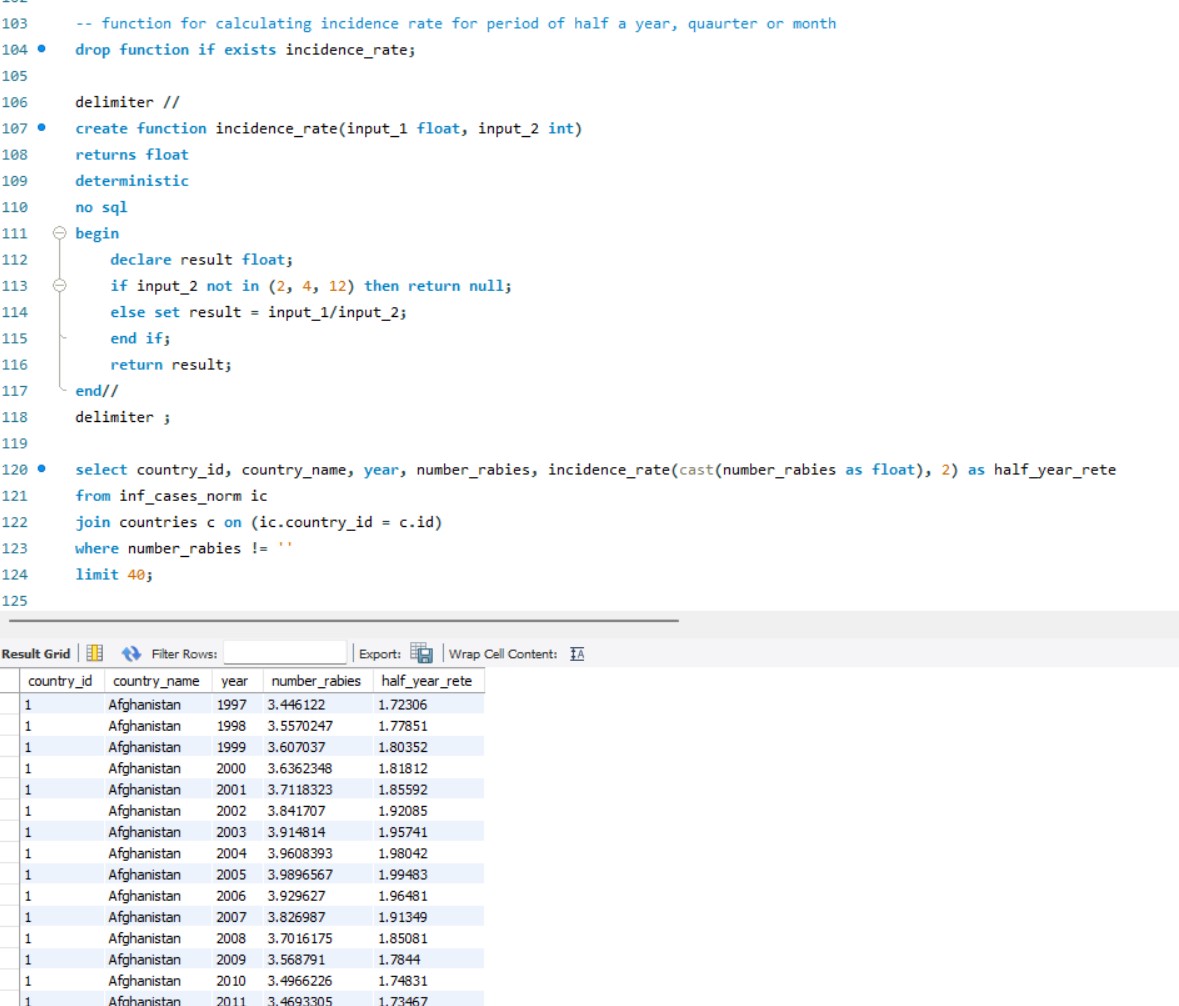 103 -- function for calculating incidence rate for period of half a year, quaurter or month
104 drop function if exists incidence_rate;
105
106 delimiter //
107 create function incidence_rate(input_1 float, input_2 int)
108 returns float
109 deterministic
110 no sql
111 begin
112 declare result float;
113 if input_2 not in (2, 4, 12) then return null;
114 else set result = input_1/input_2;
115 end if;
116 return result;
117 end//
118 delimiter ;
119
120 select country_id, country_name, year, number_rabies, incidence_rate(cast(number_rabies as float), 2) as half_year_rete
121 from inf_cases_norm ic
122 join countries c on (ic.country_id = c.id)
123 where number_rabies != ''
124 limit 40;
125
Result Grid Filter Rows: Export: Wrap Cell Content: IA
country_id country_name year number_rabies half_year_rete
1 Afghanistan 1997 3.446122 1.72306
1 Afghanistan 1998 3.5570247 1.77851
1 Afghanistan 1999 3.607037 1.80352
1 Afghanistan 2000 3.6362348 1.81812
1 Afghanistan 2001 3.7118323 1.85592
1 Afghanistan 2002 3.841707 1.92085
1 Afghanistan 2003 3.914814 1.95741
1 Afghanistan 2004 3.9608393 1.98042
1 Afghanistan 2005 3.9896567 1.99483
1 Afghanistan 2006 3.929627 1.96481
1 Afghanistan 2007 3.826987 1.91349
1 Afghanistan 2008 3.7016175 1.85081
1 Afghanistan 2009 3.568791 1.7844
1 Afghanistan 2010 3.4966226 1.74831
1 Afghanistan 2011 3.4693305 1.73467